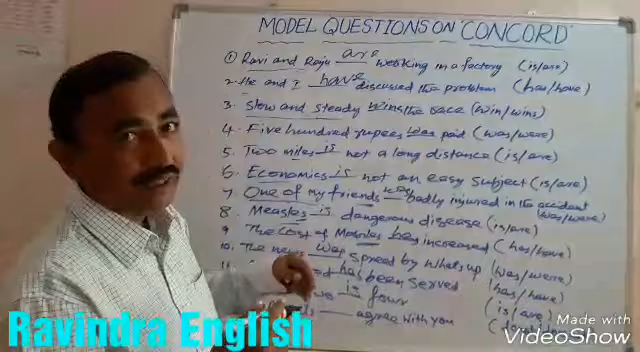 MODEL QUESTIONS ON 'CONCORD'
① Ravi and Raju are working in a factory (is/are)
2. He and I have discussed the problem (has/have)
3. Slow and steady wins the race (win/wins)
4. Five hundred rupees was paid (was/were)
5. Two miles is not a long distance (is/are)
6. Economics is not an easy subject (is/are)
7 One of my friends was badly injured in the accident (was/were)
8. Measles is dangerous disease (is/are)
9 The cost of Mobiles has increased (has/have)
10. The news was spread by whatsup (was/were)
has been served (has/have)
is four (is/are)
agree with you
Ravindra English
Made with
VideoShow